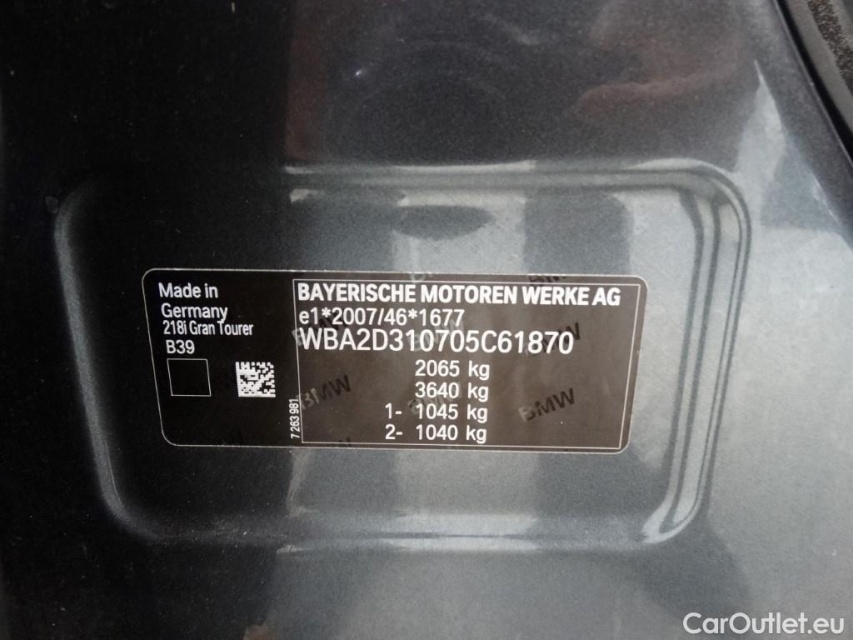 Made in
Germany
218i Gran Tourer
B39
7 263 981
BAYERISCHE MOTOREN WERKE AG
e1*2007/46*1677
WBA2D310705C61870
2065 kg
3640 kg
1- 1045 kg
2- 1040 kg
BMW
BMW
CarOutlet.eu